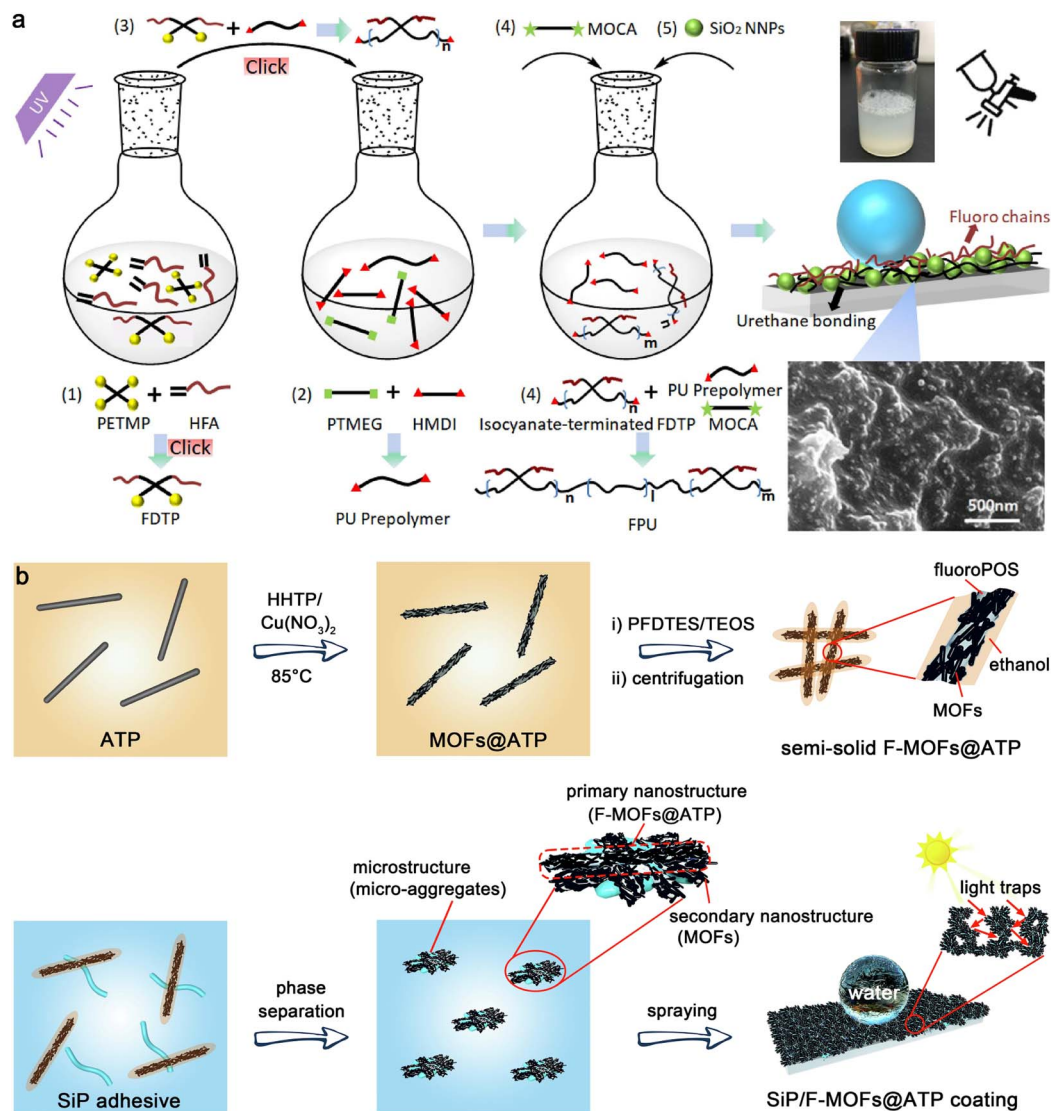 a
(3)
+
n
Click
(4)
MOCA
(5)
SiO₂ NNPs
UV
Fluoro chains
Urethane bonding
n
m
(1)
+
PETMP
HFA
Click
FDTP
(2)
+
PTMEG
HMDI
PU Prepolymer
(4)
n
+
PU Prepolymer
Isocyanate-terminated FDTP
MOCA
n
l
m
FPU
500nm
b
ATP
HHTP/
Cu(NO₃)₂
85°C
MOFs@ATP
i) PFDTES/TEOS
ii) centrifugation
fluoroPOS
ethanol
MOFs
semi-solid F-MOFs@ATP
SiP adhesive
phase
separation
microstructure
(micro-aggregates)
primary nanostructure
(F-MOFs@ATP)
secondary nanostructure
(MOFs)
spraying
light traps
water
SiP/F-MOFs@ATP coating